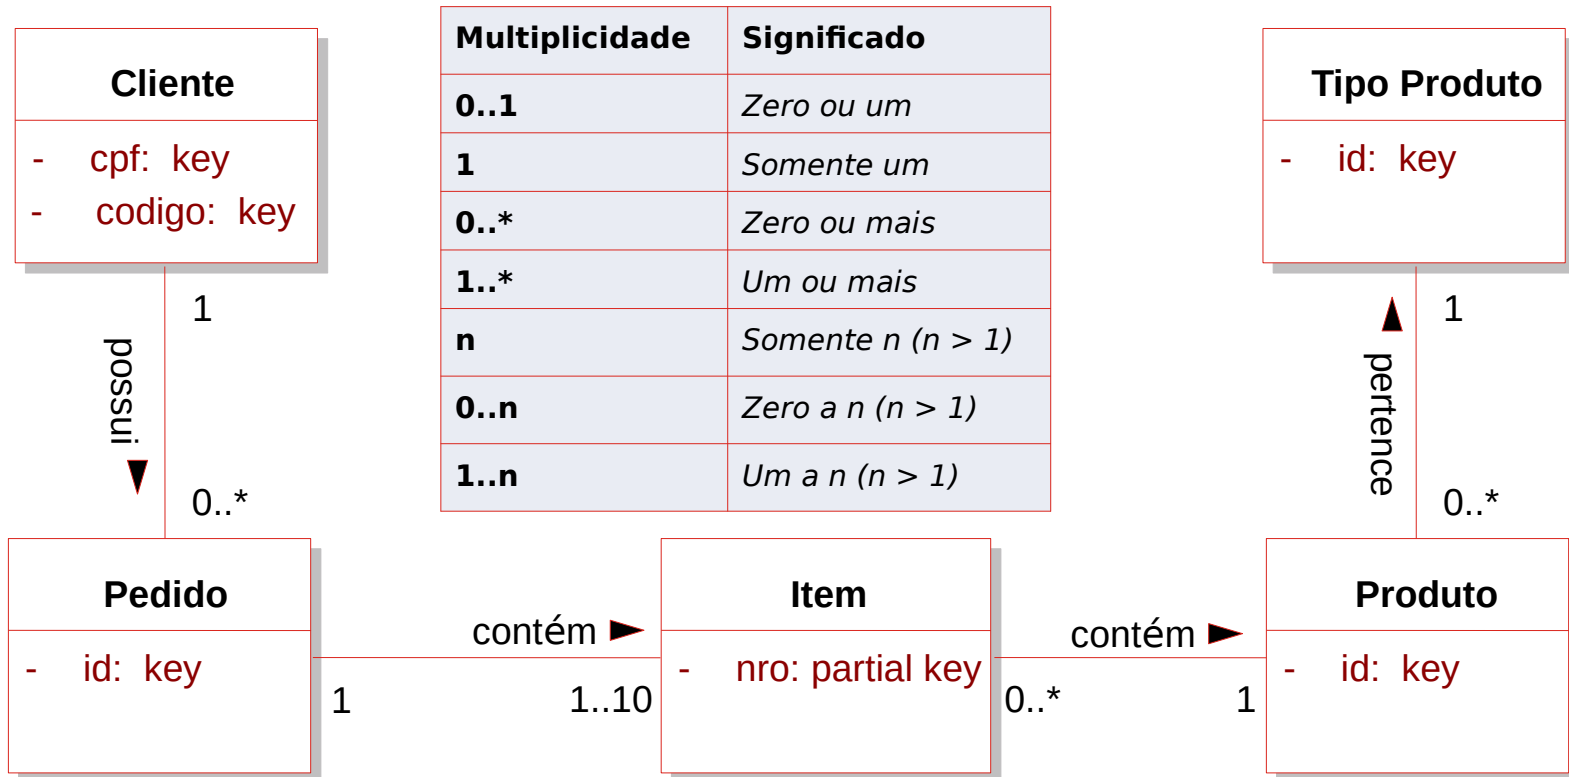 Cliente
- cpf: key
- codigo: key
1
possui
0..*
Multiplicidade Significado
0..1 Zero ou um
1 Somente um
0..* Zero ou mais
1..* Um ou mais
n Somente n (n > 1)
0..n Zero a n (n > 1)
1..n Um a n (n > 1)
Tipo Produto
- id: key
1
pertence
0..*
Pedido
- id: key
1
contém
1..10
Item
- nro: partial key
0..*
contém
1
Produto
- id: key